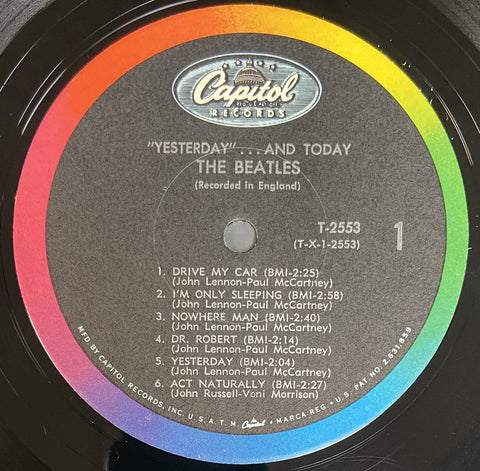 Capitol
RECORDS
"YESTERDAY"... AND TODAY
THE BEATLES
(Recorded in England)
T-2553
(T-X-1-2553)
1
1. DRIVE MY CAR (BMI-2:25)
(John Lennon-Paul McCartney)
2. I'M ONLY SLEEPING (BMI-2:58)
(John Lennon-Paul McCartney)
3. NOWHERE MAN (BMI-2:40)
(John Lennon-Paul McCartney)
4. DR. ROBERT (BMI-2:14)
(John Lennon-Paul McCartney)
5. YESTERDAY (BMI-2:04)
(John Lennon-Paul McCartney)
6. ACT NATURALLY (BMI-2:27)
(John Russell-Voni Morrison)
MFD. BY CAPITOL RECORDS, INC. U.S.A. T.M. Capitol MARCA REG. • U.S. PAT. NO. 2,631,859